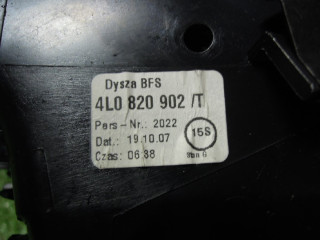 Dysza BFS
4L0 820 902 /T
Pers-Nr.: 2022
Dat.: 19.10.07
15S
Czas: 06:38